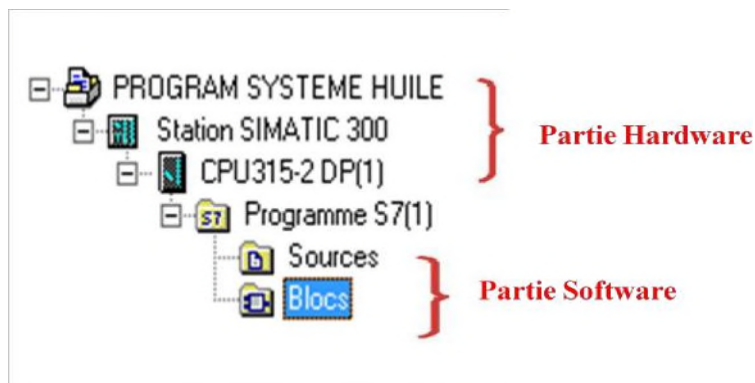 PROGRAM SYSTEME HUILE
Station SIMATIC 300
Partie Hardware
CPU315-2 DP(1)
Programme S7(1)
Sources
Partie Software
Blocs